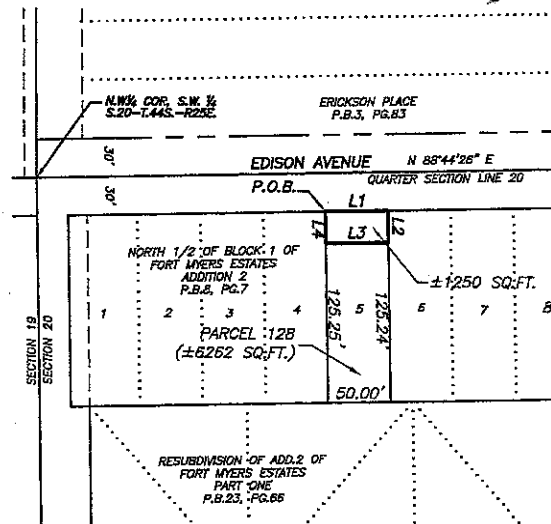 N.W¼ COR, S.W. ¼
S.20-T.44S.-R25E.
ERICKSON PLACE
P.B.3, PG.83
30'
EDISON AVENUE N 88°44'26" E
QUARTER SECTION LINE 20
30'
P.O.B.
L1
L4
L3
L2
NORTH 1/2 OF BLOCK 1 OF
FORT MYERS ESTATES
ADDITION 2
P.B.8, PG.7
±1250 SQ.FT.
1
2
3
4
5
6
7
8
125.25'
125.24'
PARCEL 128
(±6262 SQ.FT.)
50.00'
SECTION 19
SECTION 20
RESUBDIVISION OF ADD.2 OF
FORT MYERS ESTATES
PART ONE
P.B.23, PG.66